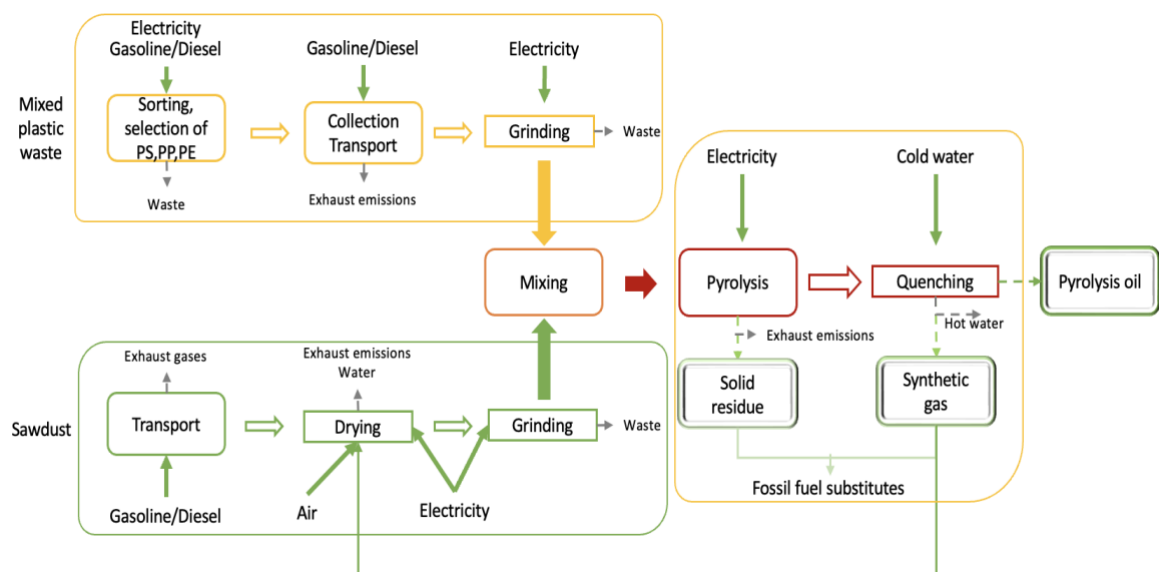 Electricity
Gasoline/Diesel
Gasoline/Diesel
Electricity
Mixed
plastic
waste
Sorting,
selection of
PS,PP,PE
Collection
Transport
Grinding
Waste
Waste
Exhaust emissions
Electricity
Cold water
Mixing
Pyrolysis
Quenching
Pyrolysis oil
Exhaust emissions
Hot water
Solid
residue
Synthetic
gas
Fossil fuel substitutes
Exhaust gases
Exhaust emissions
Water
Sawdust
Transport
Drying
Grinding
Waste
Gasoline/Diesel
Air
Electricity